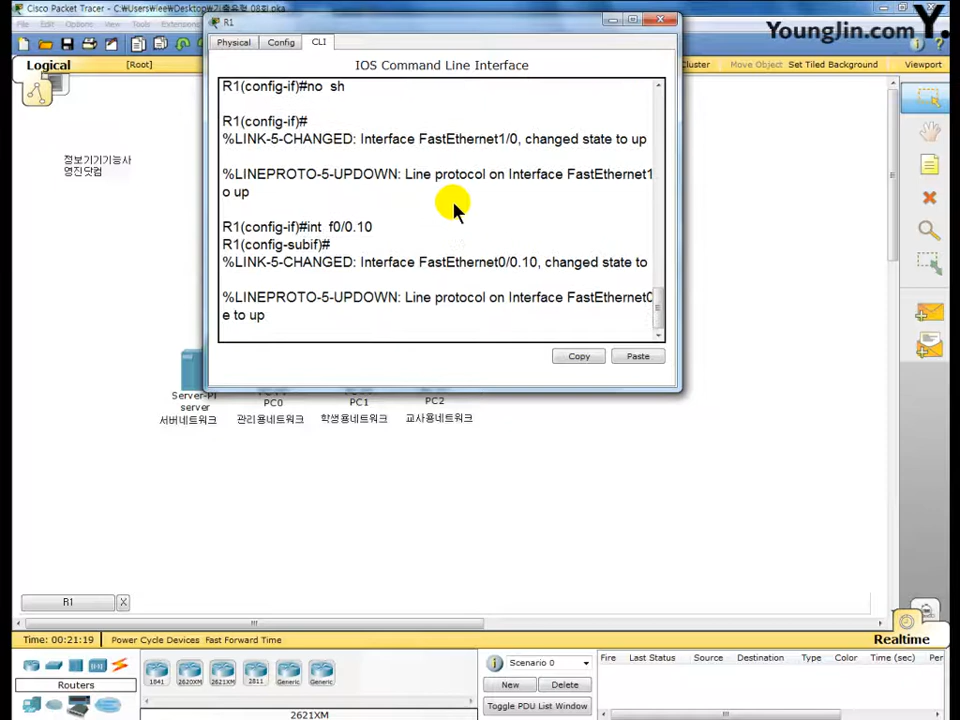 Cisco Packet Tracer - C:\Users\lee\Desktop\기출유형 08회.pka
File Edit Options View Tools Extensions
YoungJin.com Y.
R1
Physical Config CLI
IOS Command Line Interface
R1(config-if)#no sh
R1(config-if)#
%LINK-5-CHANGED: Interface FastEthernet1/0, changed state to up
%LINEPROTO-5-UPDOWN: Line protocol on Interface FastEthernet1
o up
R1(config-if)#int f0/0.10
R1(config-subif)#
%LINK-5-CHANGED: Interface FastEthernet0/0.10, changed state to
%LINEPROTO-5-UPDOWN: Line protocol on Interface FastEthernet0
e to up
Copy Paste
Logical [Root] Cluster Move Object Set Tiled Background Viewport
정보기기기능사
영진닷컴
Server-PT
server
서버네트워크
PC0
관리용네트워크
PC1
학생용네트워크
PC2
교사용네트워크
R1 X
Time: 00:21:19 Power Cycle Devices Fast Forward Time Realtime
Routers
1841 2620XM 2621XM 2811 Generic Generic
2621XM
Scenario 0
New Delete
Toggle PDU List Window
Fire Last Status Source Destination Type Color Time (sec) Per